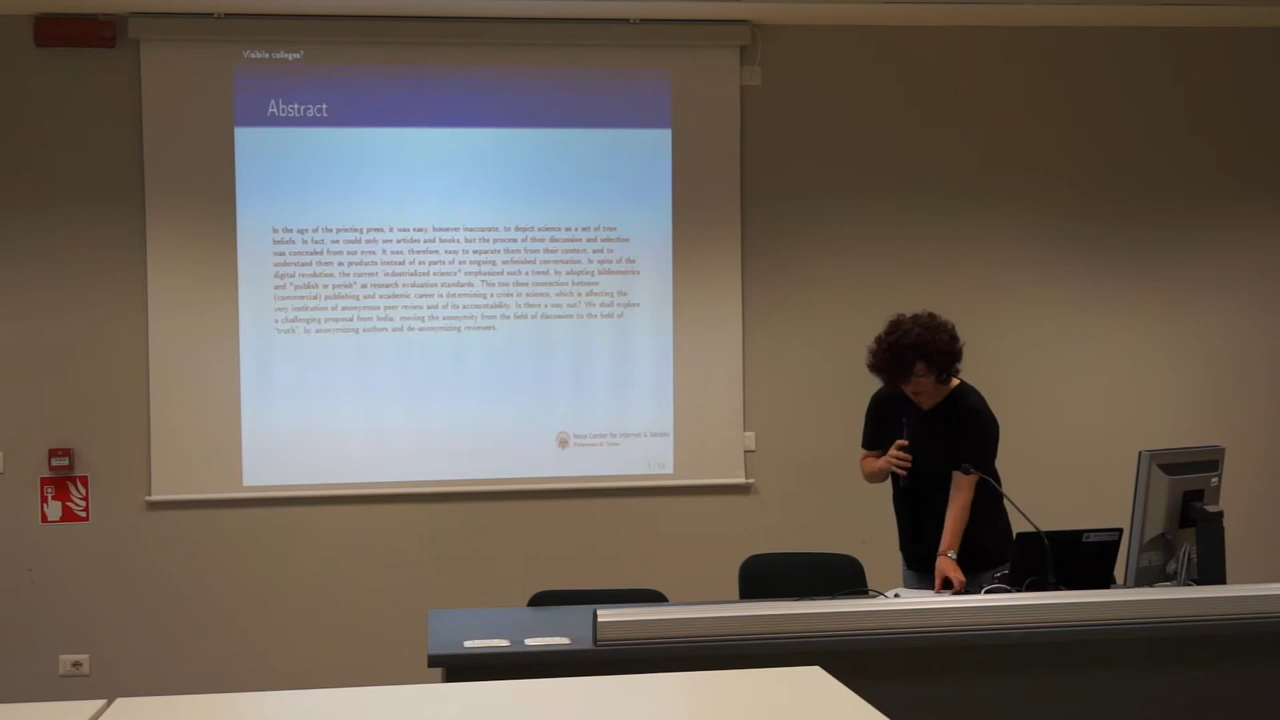 Visible colleges?
Abstract
In the age of the printing press, it was easy, however inaccurate, to depict science as a set of true
beliefs. In fact, we could only see articles and books, but the process of their discussion and selection
was concealed from our eyes. It was, therefore, easy to separate them from their context, and to
understand them as products instead of as parts of an ongoing, unfinished conversation. In spite of the
digital revolution, the current "industrialized science" emphasized such a trend, by adopting bibliometrics
and "publish or perish" as research evaluation standards. This too close connection between
(commercial) publishing and academic career is determining a crisis in science, which is affecting the
very institution of anonymous peer review and of its accountability. Is there a way out? We shall explore
a challenging proposal from India: moving the anonymity from the field of discussion to the field of
"truth", by anonymizing authors and de-anonymizing reviewers.
Nexa Center for Internet & Society
Politecnico di Torino